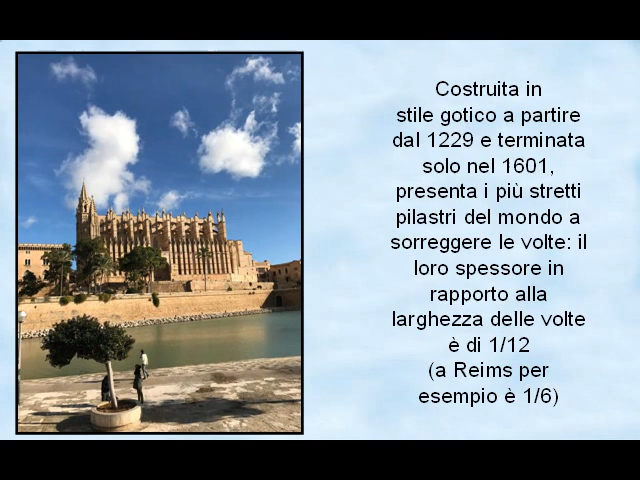 Costruita in
stile gotico a partire
dal 1229 e terminata
solo nel 1601,
presenta i più stretti
pilastri del mondo a
sorreggere le volte: il
loro spessore in
rapporto alla
larghezza delle volte
è di 1/12
(a Reims per
esempio è 1/6)